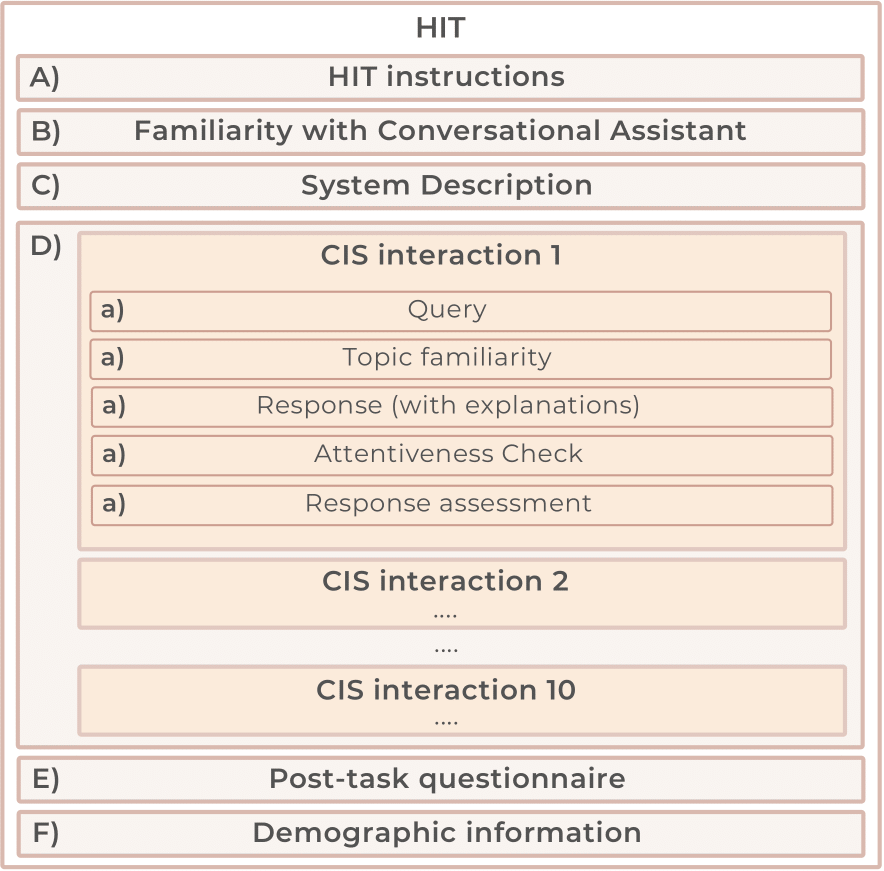 HIT
A) HIT instructions
B) Familiarity with Conversational Assistant
C) System Description
D) CIS interaction 1
a) Query
a) Topic familiarity
a) Response (with explanations)
a) Attentiveness Check
a) Response assessment
CIS interaction 2
....
....
CIS interaction 10
....
E) Post-task questionnaire
F) Demographic information